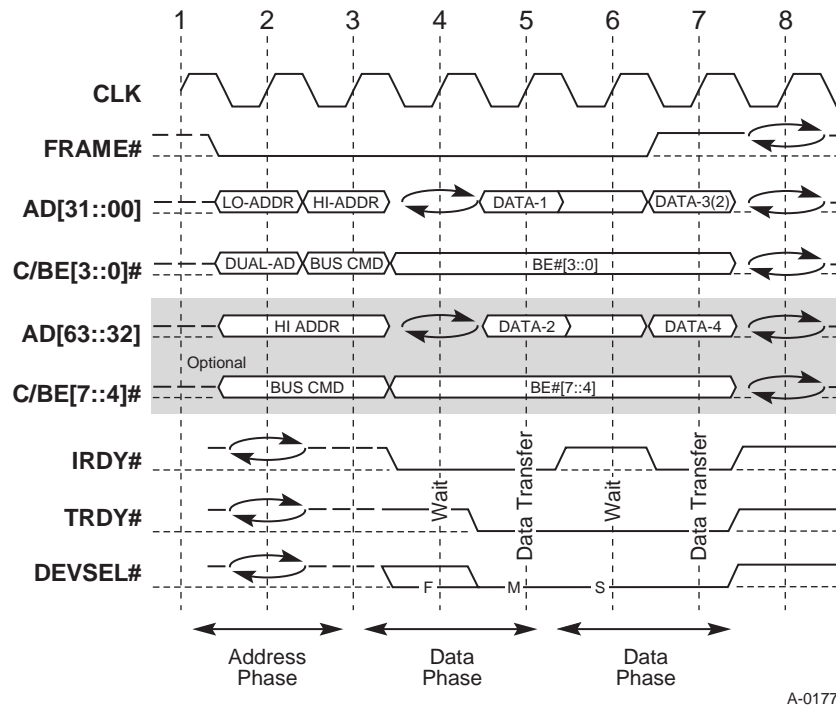 1 2 3 4 5 6 7 8
CLK
FRAME#
AD[31::00] LO-ADDR HI-ADDR DATA-1 DATA-3(2)
C/BE[3::0]# DUAL-AD BUS CMD BE#[3::0]
AD[63::32] HI ADDR DATA-2 DATA-4
Optional
C/BE[7::4]# BUS CMD BE#[7::4]
IRDY#
TRDY#
Wait
Data Transfer
Wait
Data Transfer
DEVSEL# F M S
Address Phase
Data Phase
Data Phase
A-0177